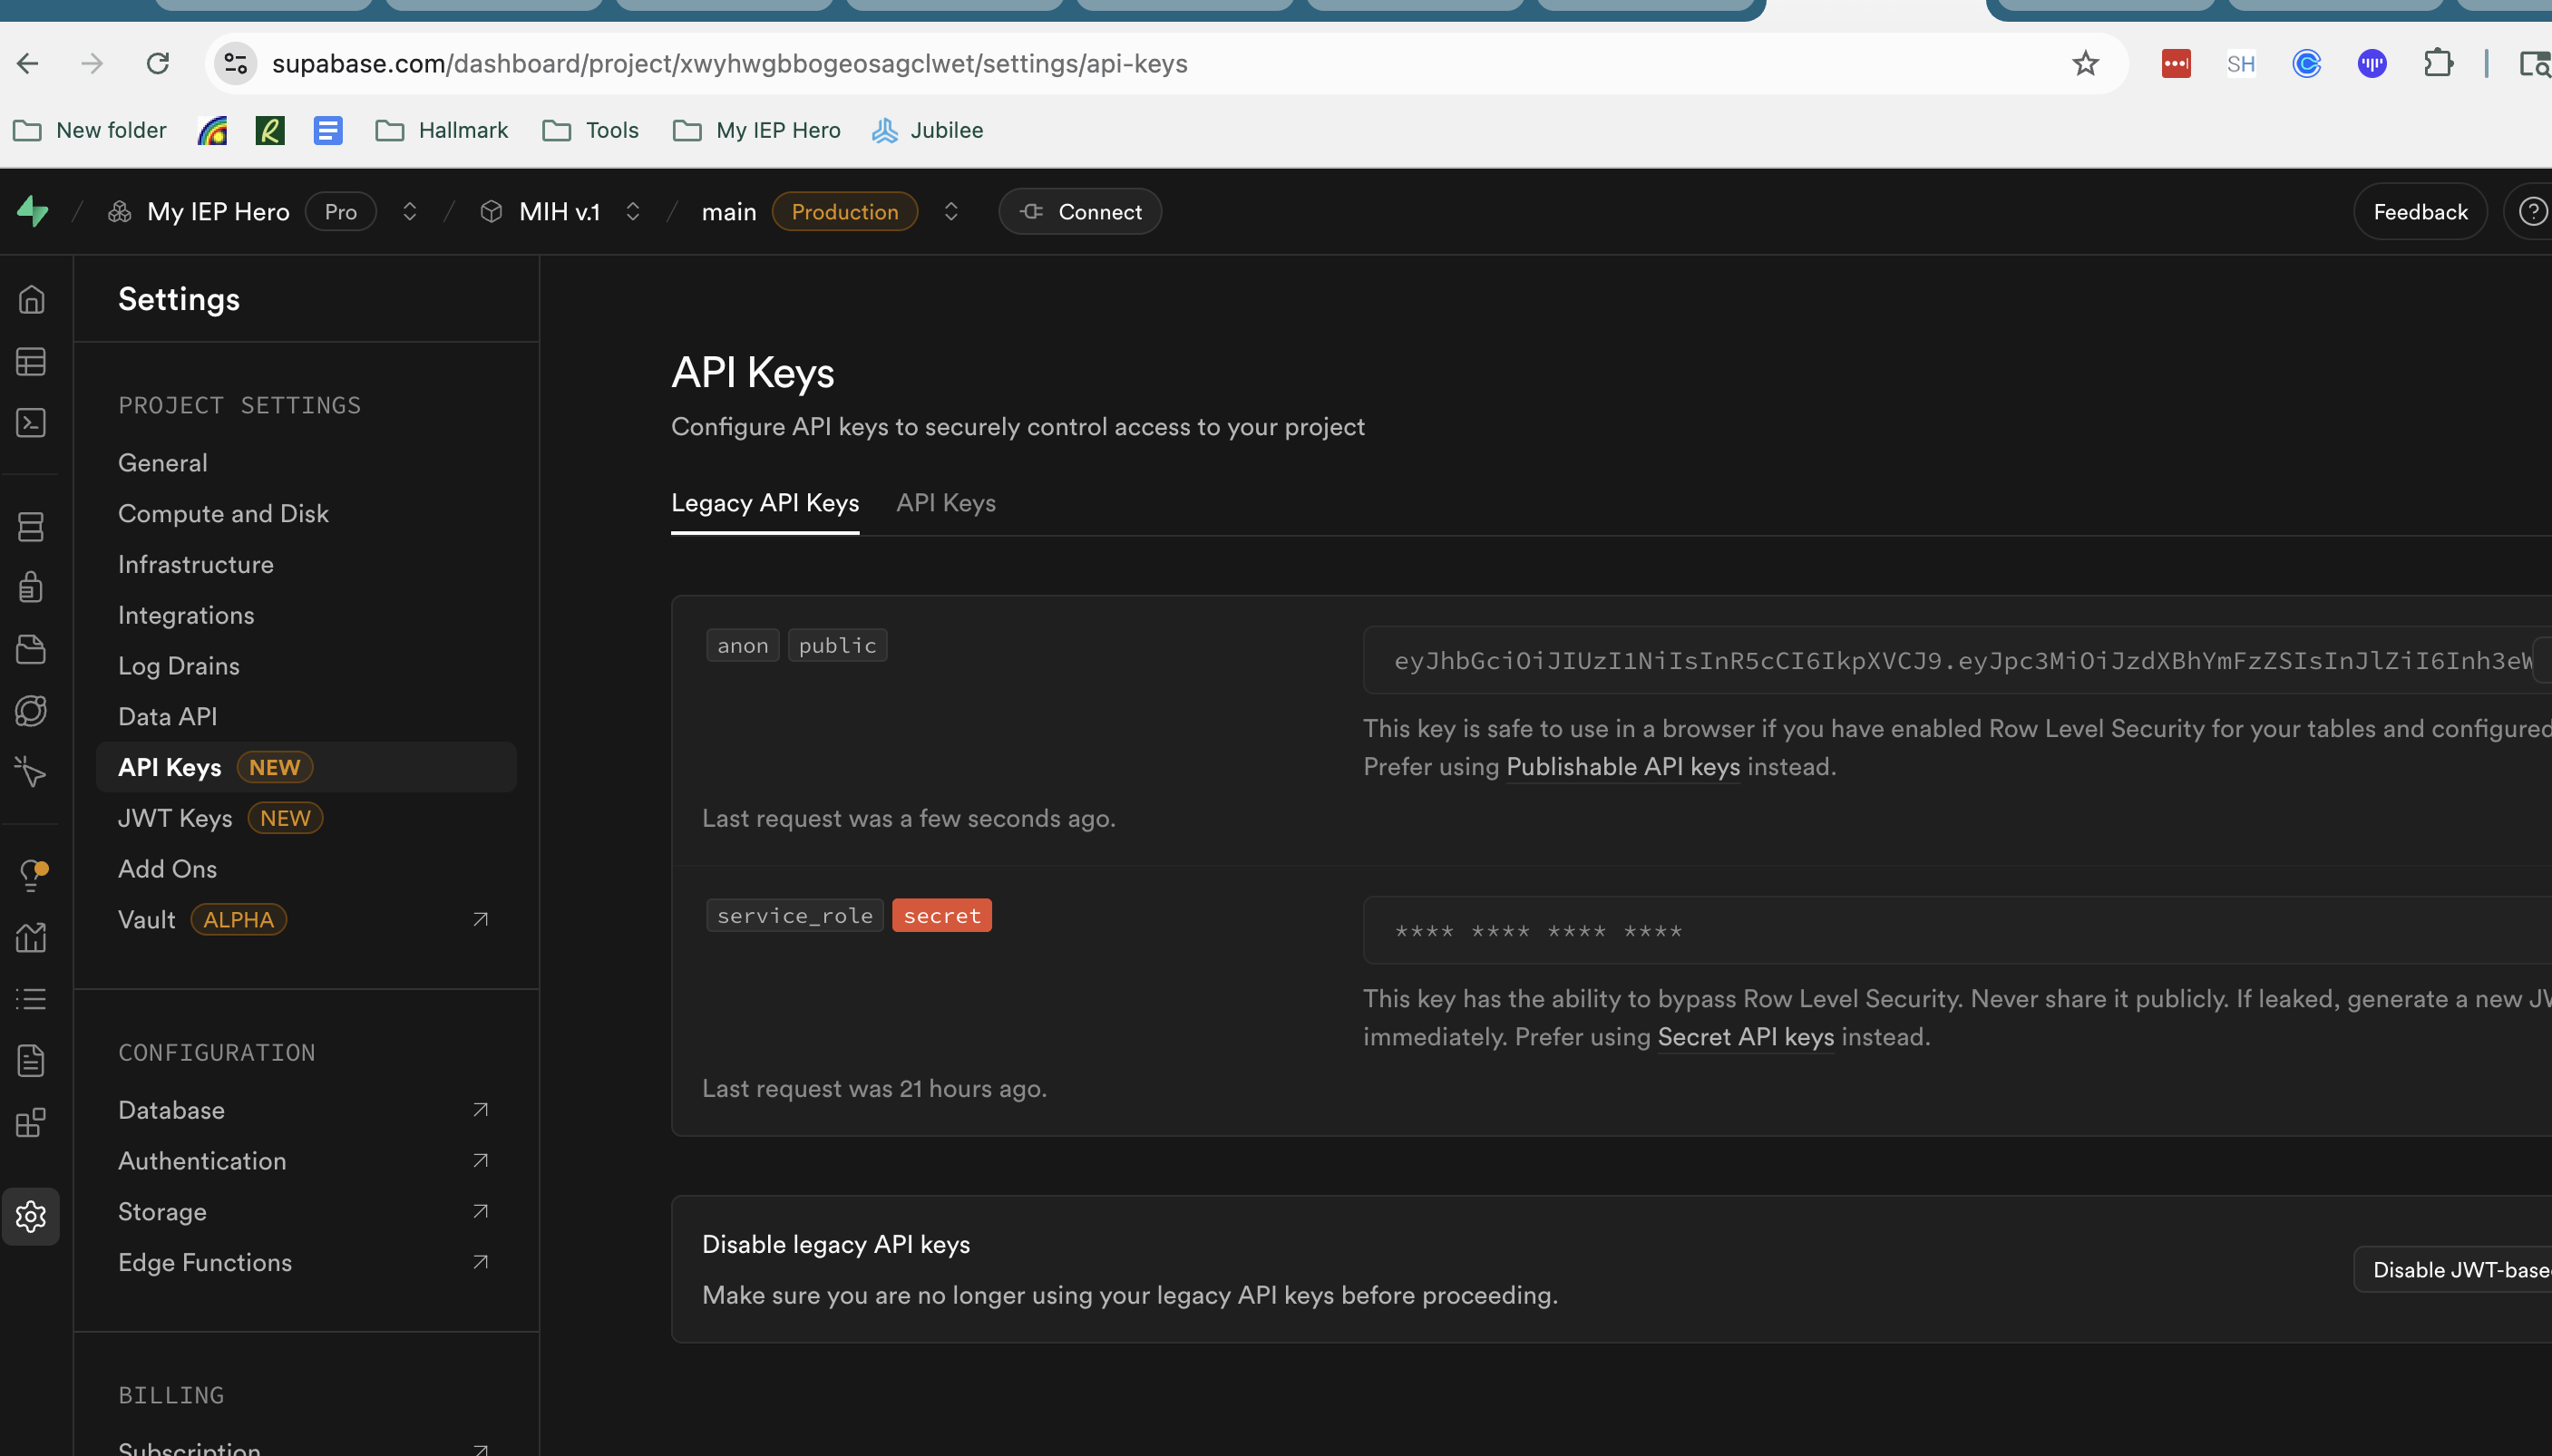 supabase.com/dashboard/project/xwyhwgbbogeosagclwet/settings/api-keys
SH
New folder
R
Hallmark
Tools
My IEP Hero
Jubilee
/ My IEP Hero Pro / MIH v.1 / main Production Connect
Feedback
?
Settings
PROJECT SETTINGS
General
Compute and Disk
Infrastructure
Integrations
Log Drains
Data API
API Keys NEW
JWT Keys NEW
Add Ons
Vault ALPHA
CONFIGURATION
Database
Authentication
Storage
Edge Functions
BILLING
Subscription
API Keys
Configure API keys to securely control access to your project
Legacy API Keys API Keys
anon public
eyJhbGciOiJIUzI1NiIsInR5cCI6IkpXVCJ9.eyJpc3MiOiJzdXBhYmFzZSIsInJlZiI6Inh3eW
This key is safe to use in a browser if you have enabled Row Level Security for your tables and configured
Prefer using Publishable API keys instead.
Last request was a few seconds ago.
service_role secret
**** **** **** ****
This key has the ability to bypass Row Level Security. Never share it publicly. If leaked, generate a new JW
immediately. Prefer using Secret API keys instead.
Last request was 21 hours ago.
Disable legacy API keys
Make sure you are no longer using your legacy API keys before proceeding.
Disable JWT-base